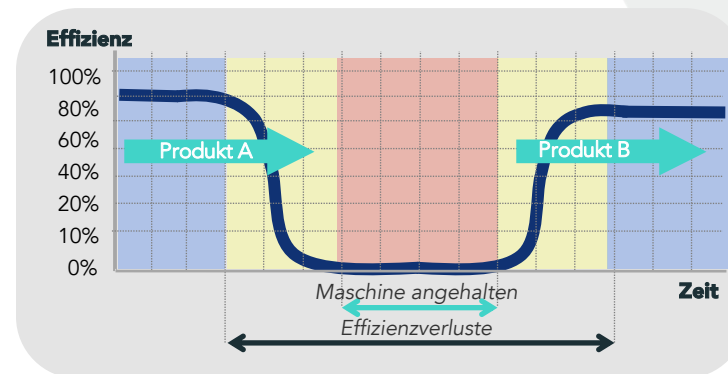 Effizienz
100%
80%
60%
40%
20%
10%
0%
Produkt A
Produkt B
Zeit
Maschine angehalten
Effizienzverluste